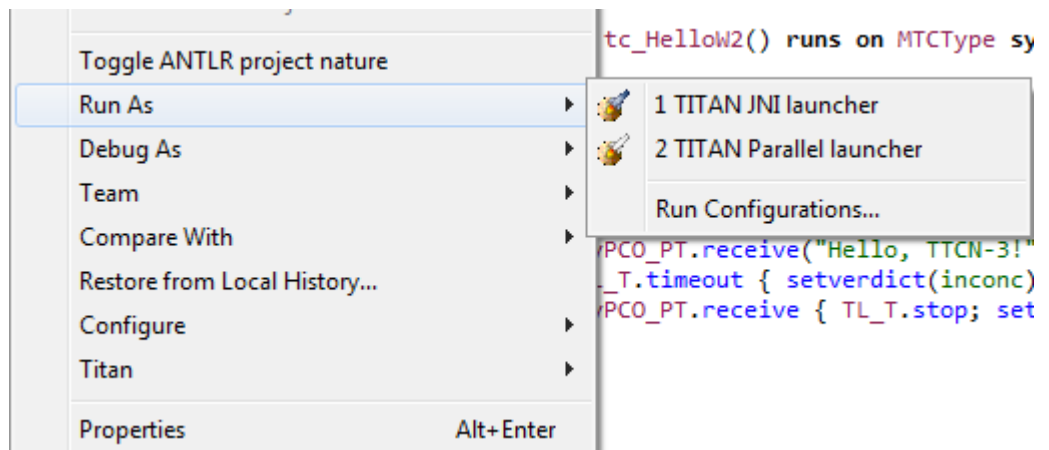 tc_HelloW2() runs on MTCType sy
Toggle ANTLR project nature
Run As
1 TITAN JNI launcher
Debug As
2 TITAN Parallel launcher
Team
Run Configurations...
Compare With
PCO_PT.receive("Hello, TTCN-3!"
Restore from Local History...
_T.timeout { setverdict(inconc)
PCO_PT.receive { TL_T.stop; set
Configure
Titan
Properties Alt+Enter